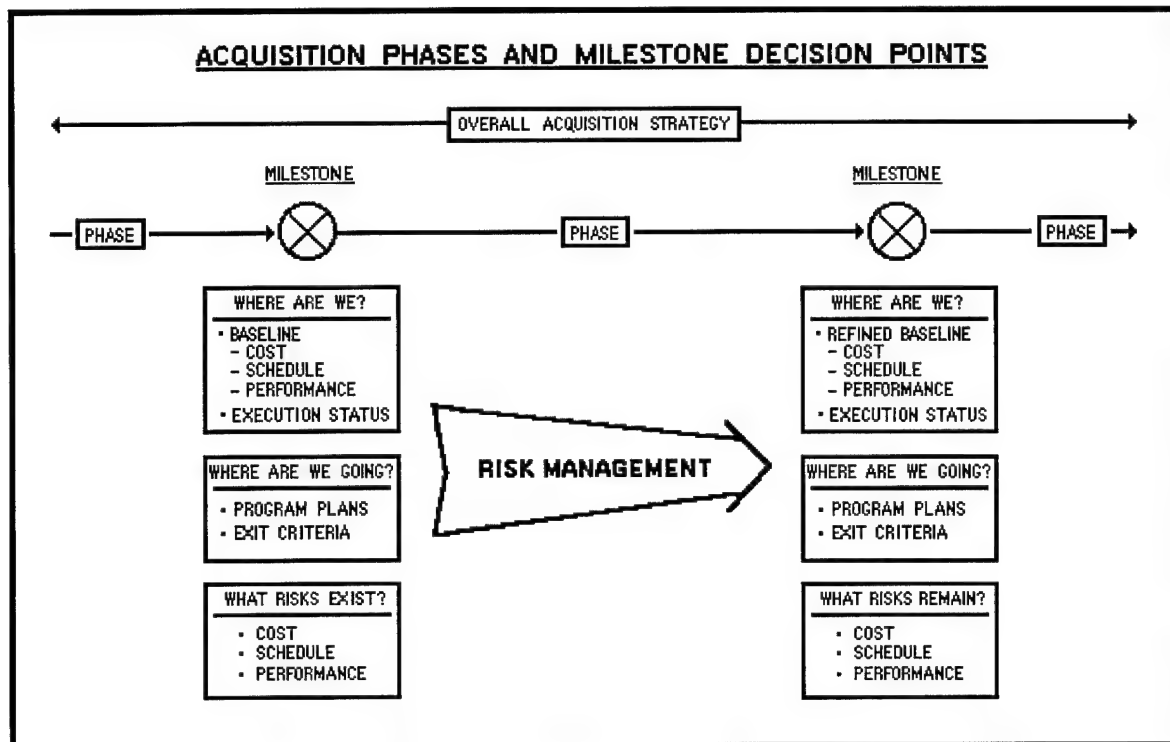 ACQUISITION PHASES AND MILESTONE DECISION POINTS
OVERALL ACQUISITION STRATEGY
MILESTONE
MILESTONE
PHASE
PHASE
PHASE
WHERE ARE WE?
• BASELINE
– COST
– SCHEDULE
– PERFORMANCE
• EXECUTION STATUS
WHERE ARE WE GOING?
• PROGRAM PLANS
• EXIT CRITERIA
WHAT RISKS EXIST?
• COST
• SCHEDULE
• PERFORMANCE
RISK MANAGEMENT
WHERE ARE WE?
• REFINED BASELINE
– COST
– SCHEDULE
– PERFORMANCE
• EXECUTION STATUS
WHERE ARE WE GOING?
• PROGRAM PLANS
• EXIT CRITERIA
WHAT RISKS REMAIN?
• COST
• SCHEDULE
• PERFORMANCE